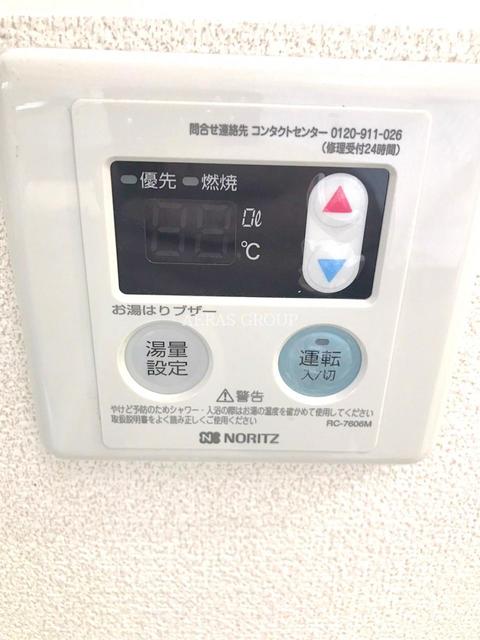 問合せ連絡先 コンタクトセンター 0120-911-026
(修理受付24時間)
優先 燃焼
0ℓ
℃
お湯はりブザー
AERAS GROUP
湯量
設定
運転
入/切
警告
やけど予防のためシャワー・入浴の際はお湯の温度を確かめて使用してください
取扱説明書をよく読み正しくご使用ください
RC-7606M
NORITZ